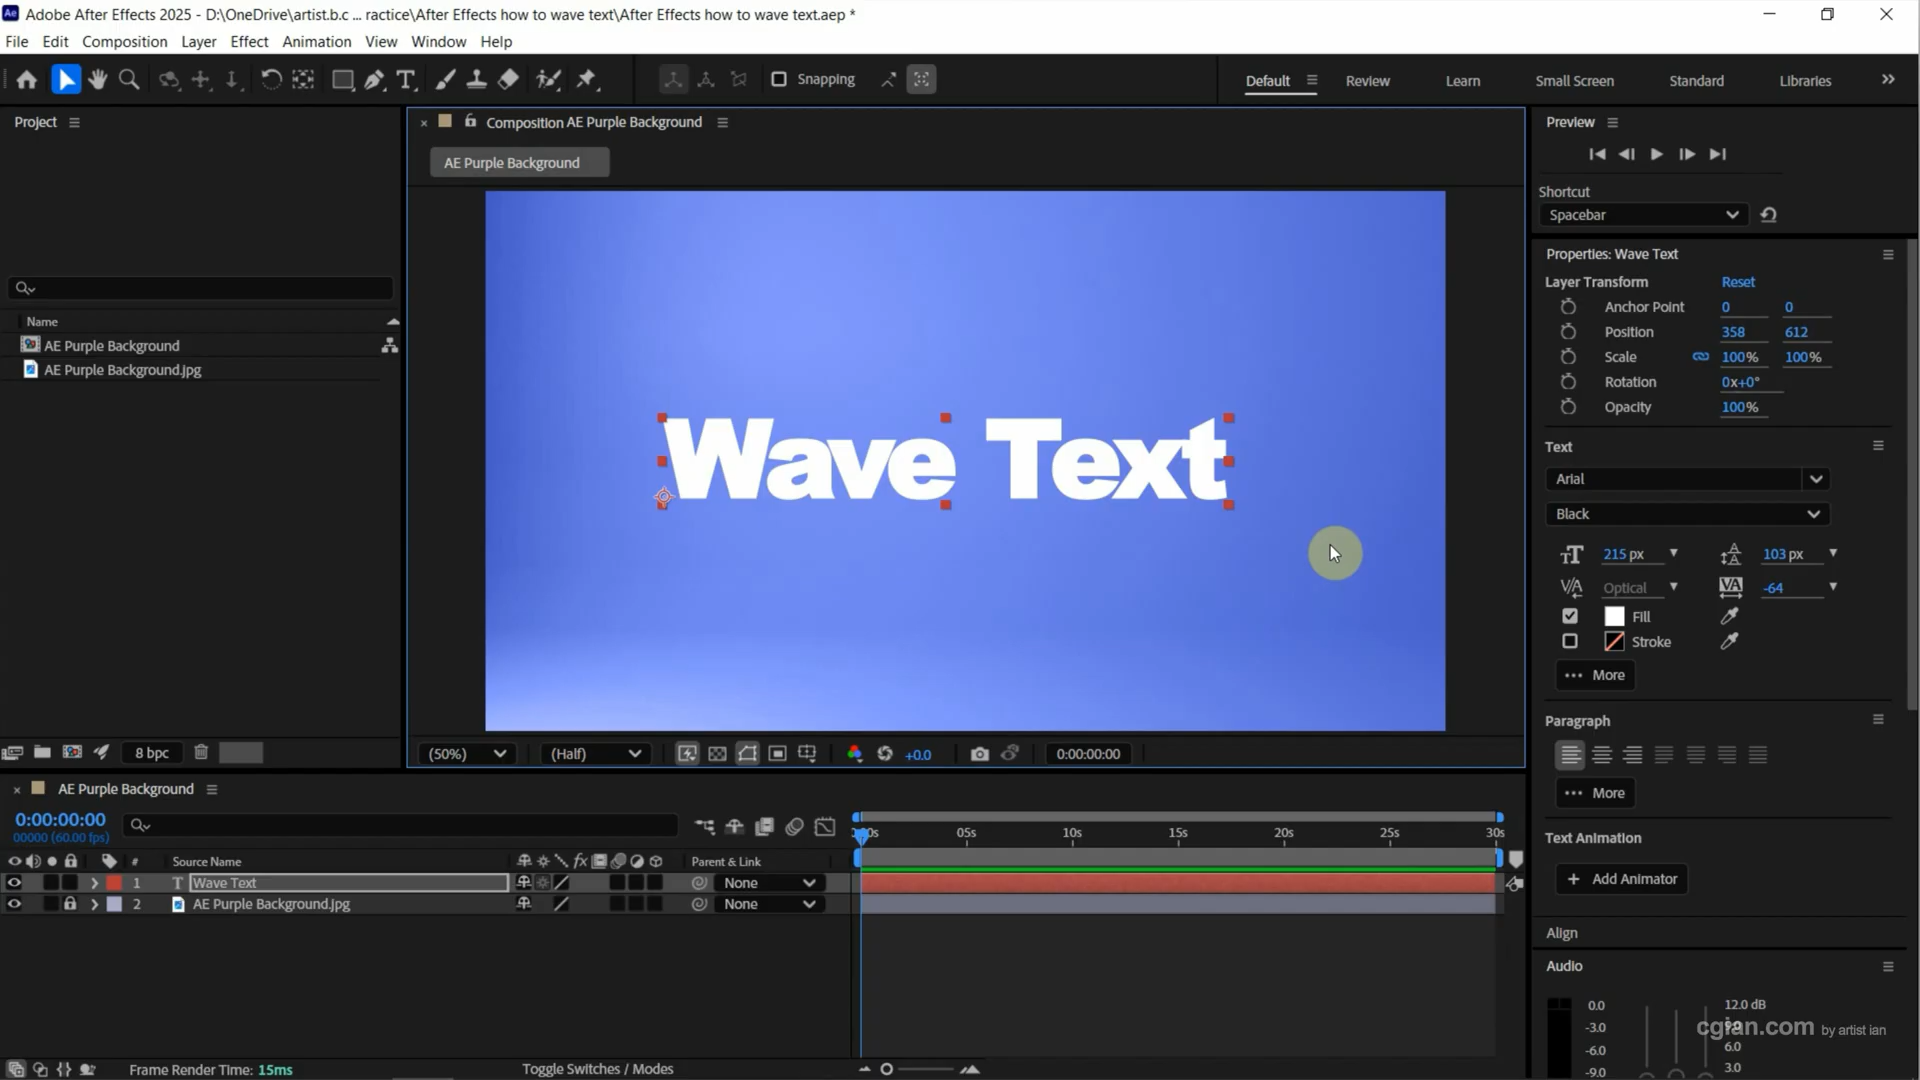 Adobe After Effects 2025 - D:\OneDrive\artist.b.c ... ractice\After Effects how to wave text\After Effects how to wave text.aep *
File Edit Composition Layer Effect Animation View Window Help
Snapping
Default Review Learn Small Screen Standard Libraries
Project
Name
AE Purple Background
AE Purple Background.jpg
8 bpc
Composition AE Purple Background
AE Purple Background
Wave Text
(50%) (Half) +0.0 0:00:00:00
Preview
Shortcut
Spacebar
Properties: Wave Text
Layer Transform Reset
Anchor Point 0 0
Position 358 612
Scale 100% 100%
Rotation 0x+0°
Opacity 100%
Text
Arial
Black
215 px 103 px
Optical -64
Fill
Stroke
More
Paragraph
More
Text Animation
Add Animator
Align
Audio
0.0 12.0 dB
-3.0
-6.0 6.0
-9.0 3.0
cgian.com by artist ian
AE Purple Background
0:00:00:00
00000 (60.00 fps)
05s 10s 15s 20s 25s 30s
# Source Name Parent & Link
1 T Wave Text None
2 AE Purple Background.jpg None
Frame Render Time: 15ms Toggle Switches / Modes